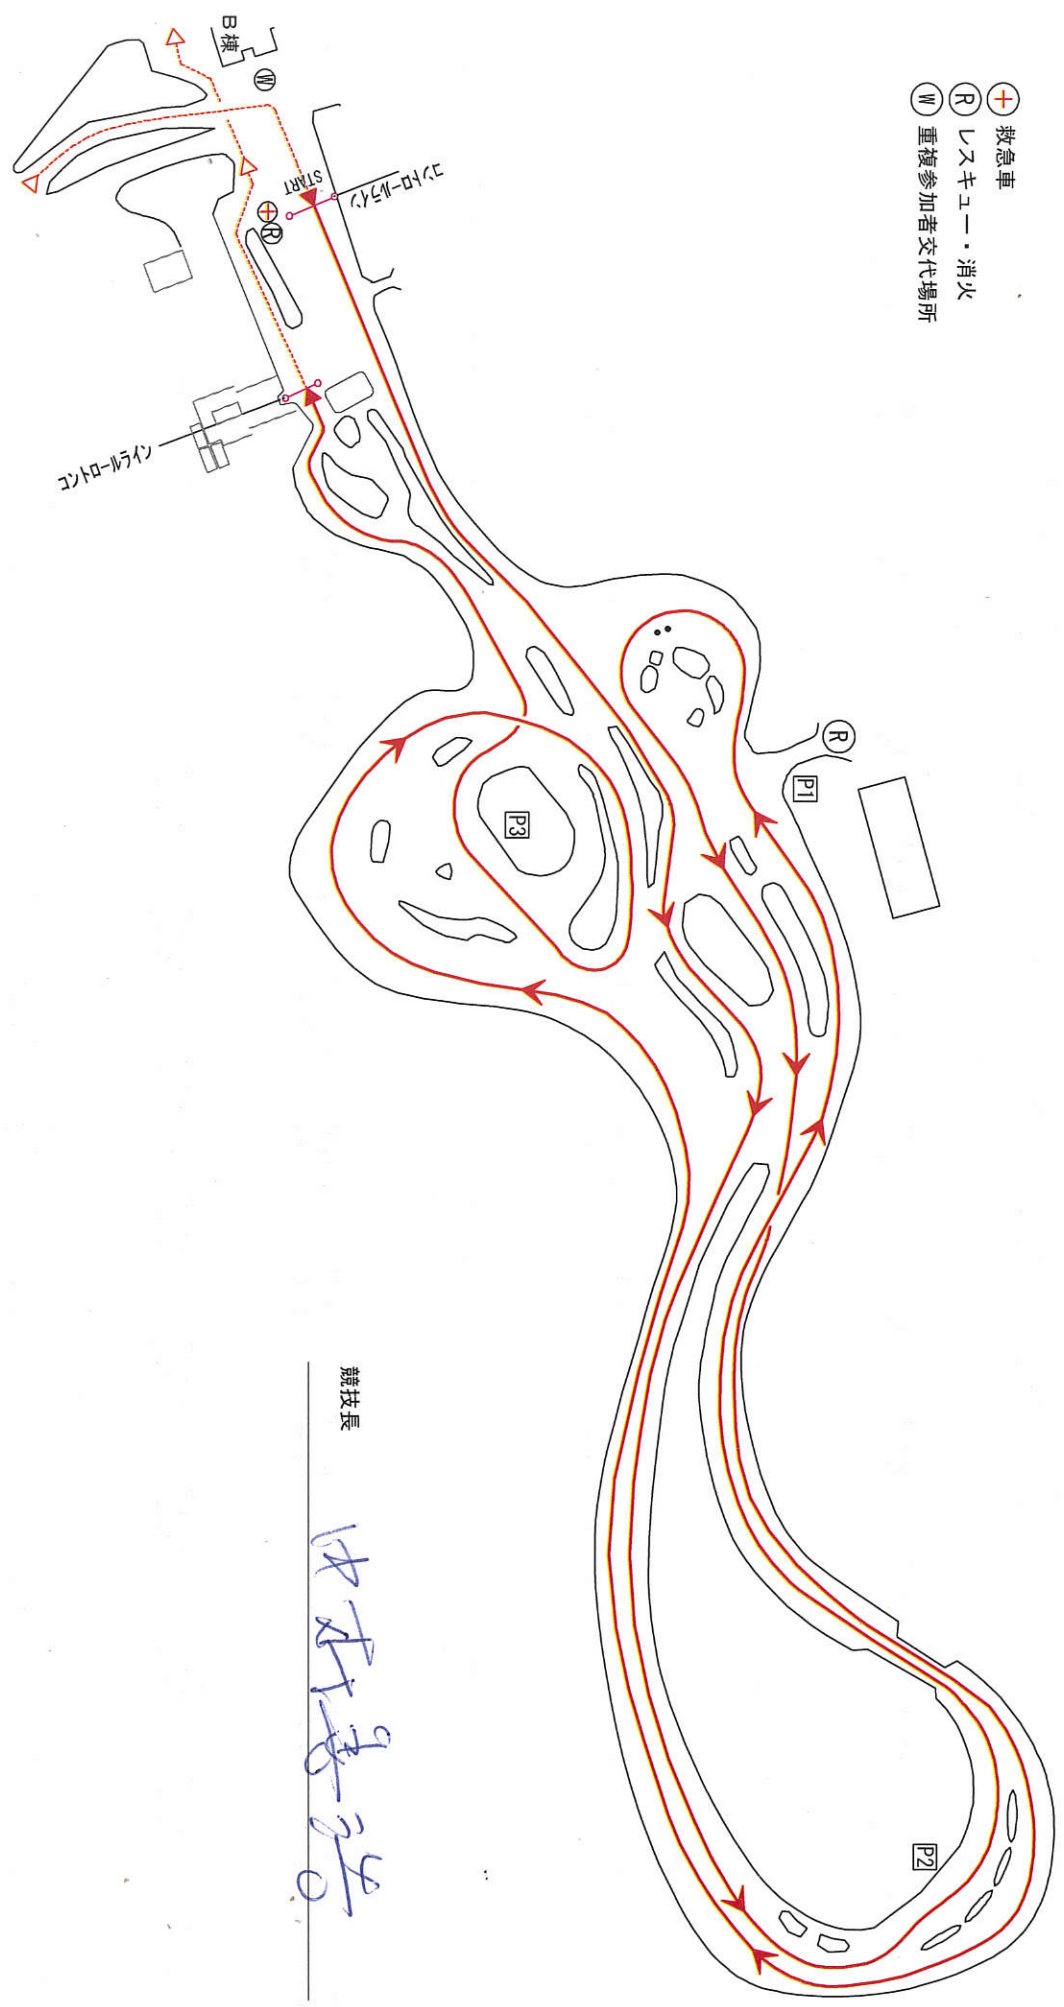 ✚ 救急車
Ⓡ レスキュー・消火
Ⓦ 重複参加者交代場所
B棟
Ⓦ
コントロールライン
START
✚
Ⓡ
コントロールライン
Ⓡ
P1
P3
P2
競技長